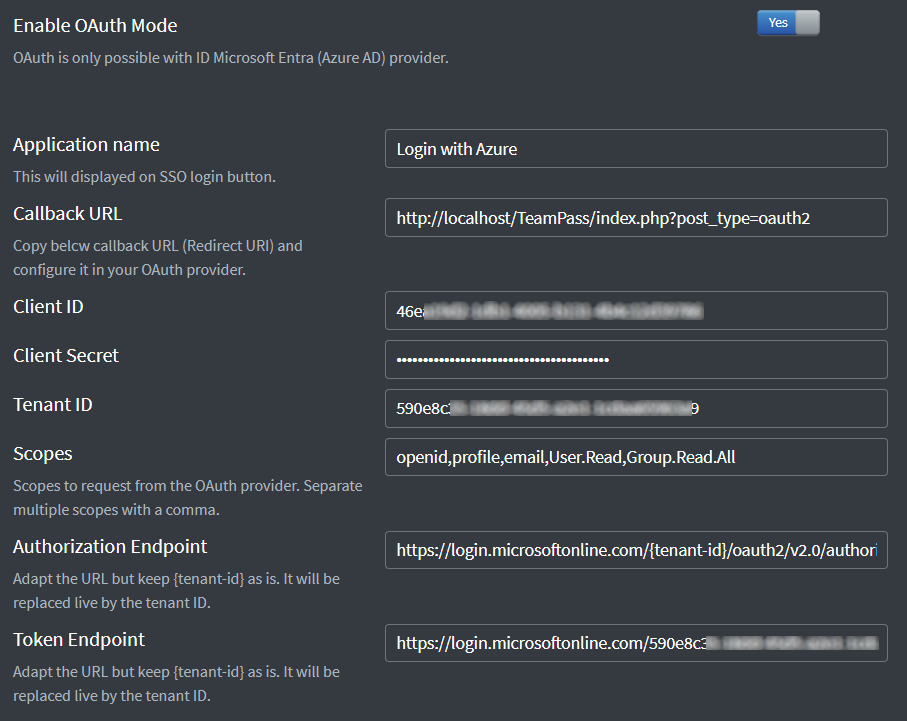 Enable OAuth Mode
Yes
OAuth is only possible with ID Microsoft Entra (Azure AD) provider.
Application name
Login with Azure
This will displayed on SSO login button.
Callback URL
http://localhost/TeamPass/index.php?post_type=oauth2
Copy belcw callback URL (Redirect URI) and
configure it in your OAuth provider.
Client ID
46ea
Client Secret
Tenant ID
590e8c
9
Scopes
openid,profile,email,User.Read,Group.Read.All
Scopes to request from the OAuth provider. Separate
multiple scopes with a comma.
Authorization Endpoint
https://login.microsoftonline.com/{tenant-id}/oauth2/v2.0/authori
Adapt the URL but keep {tenant-id} as is. It will be
replaced live by the tenant ID.
Token Endpoint
https://login.microsoftonline.com/590e8c3
Adapt the URL but keep {tenant-id} as is. It will be
replaced live by the tenant ID.